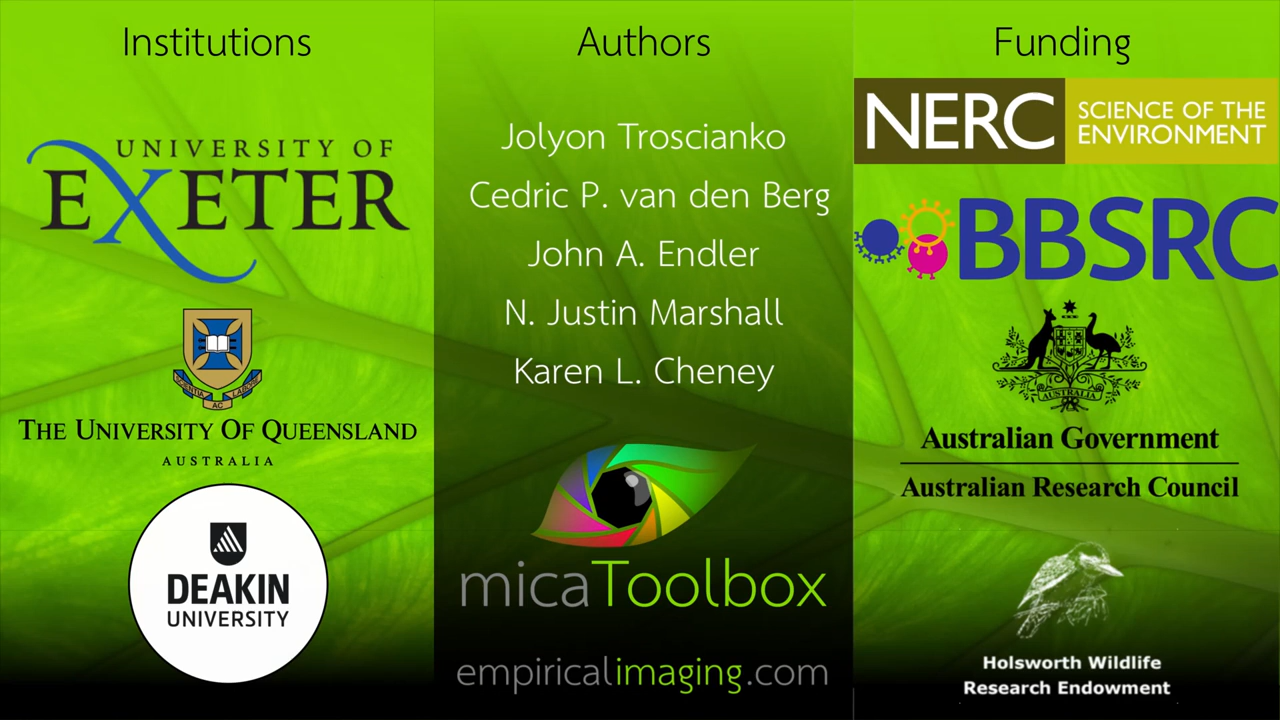 Institutions
UNIVERSITY OF
EXETER
THE UNIVERSITY OF QUEENSLAND
AUSTRALIA
DEAKIN
UNIVERSITY
Authors
Jolyon Troscianko
Cedric P. van den Berg
John A. Endler
N. Justin Marshall
Karen L. Cheney
micaToolbox
empiricalimaging.com
Funding
NERC
SCIENCE OF THE
ENVIRONMENT
BBSRC
AUSTRALIA
Australian Government
Australian Research Council
Holsworth Wildlife
Research Endowment